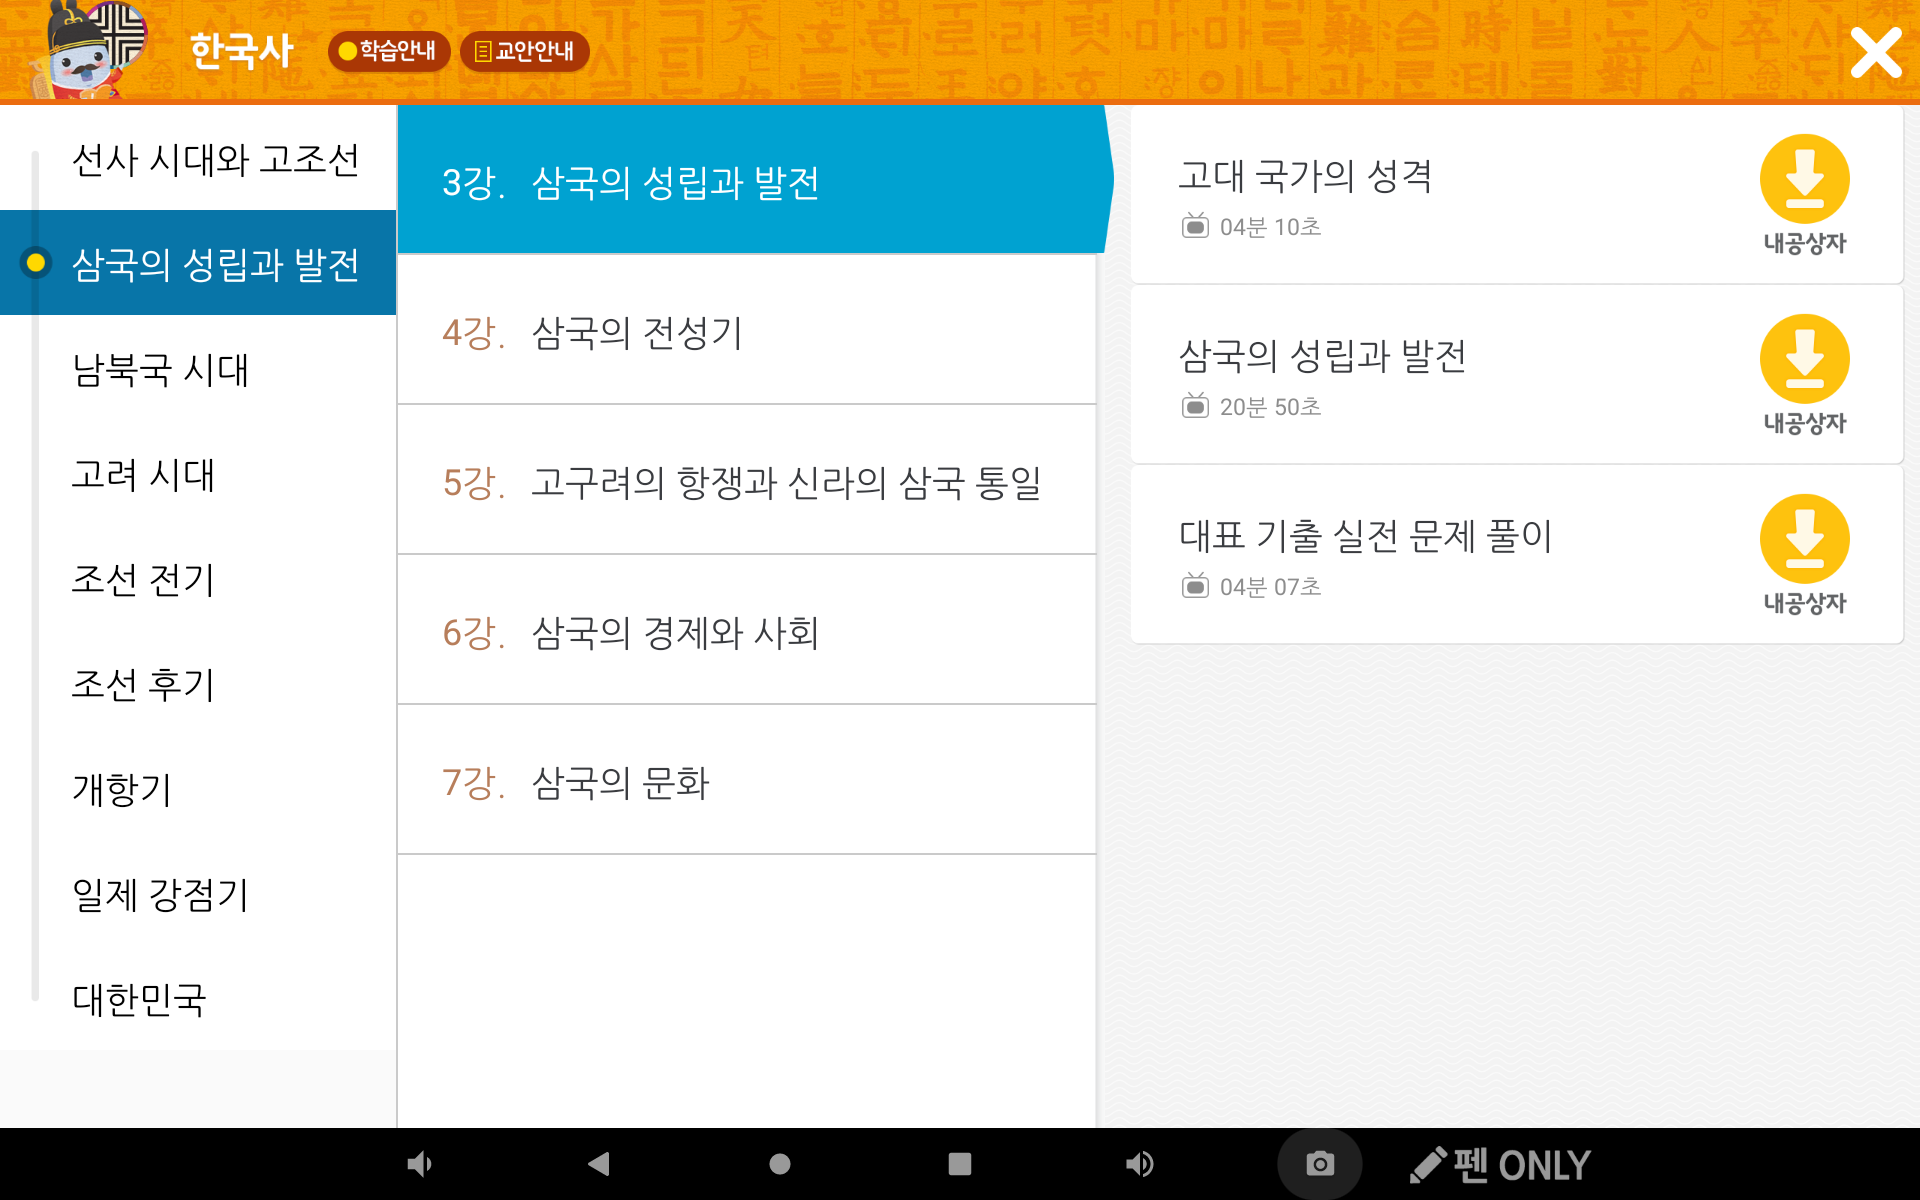 한국사
학습안내
교안안내
선사 시대와 고조선
삼국의 성립과 발전
남북국 시대
고려 시대
조선 전기
조선 후기
개항기
일제 강점기
대한민국
3강. 삼국의 성립과 발전
4강. 삼국의 전성기
5강. 고구려의 항쟁과 신라의 삼국 통일
6강. 삼국의 경제와 사회
7강. 삼국의 문화
고대 국가의 성격
04분 10초
내공상자
삼국의 성립과 발전
20분 50초
내공상자
대표 기출 실전 문제 풀이
04분 07초
내공상자
펜 ONLY